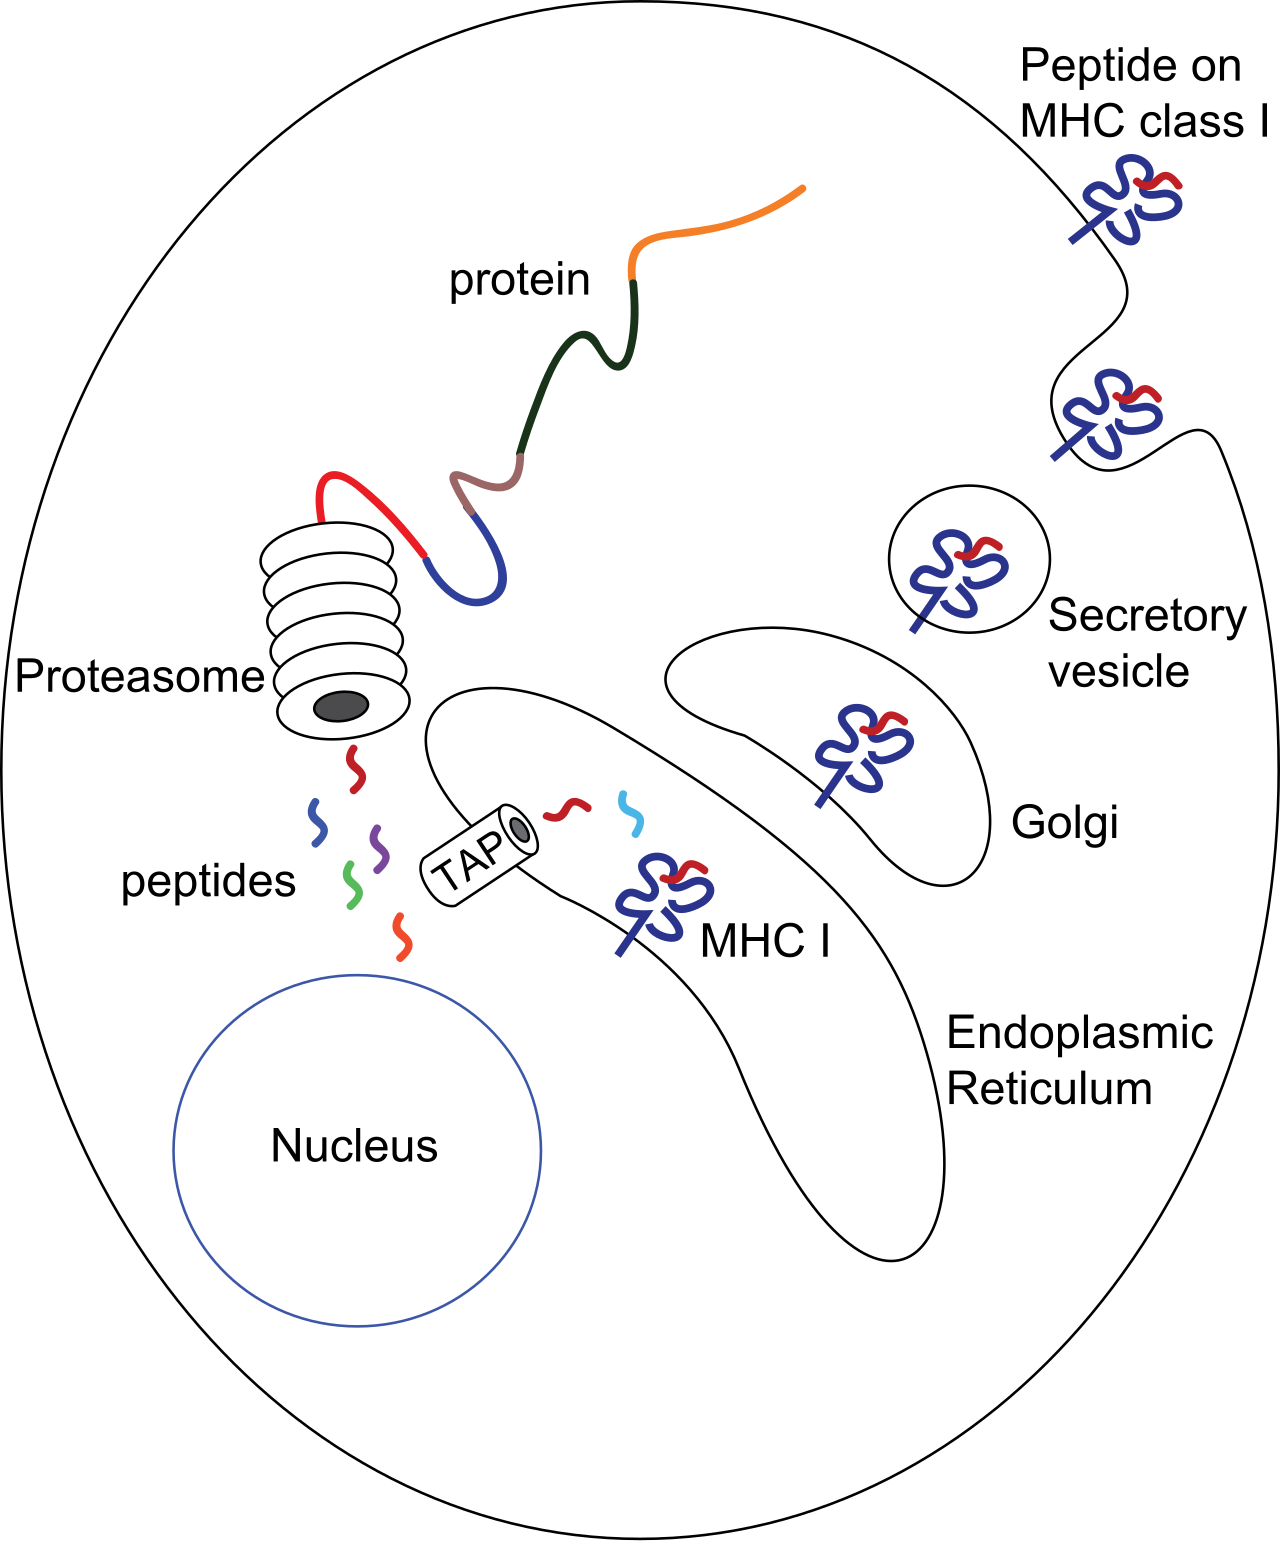 Peptide on
MHC class I
protein
Secretory
vesicle
Proteasome
Golgi
TAP
peptides
MHC I
Endoplasmic
Reticulum
Nucleus